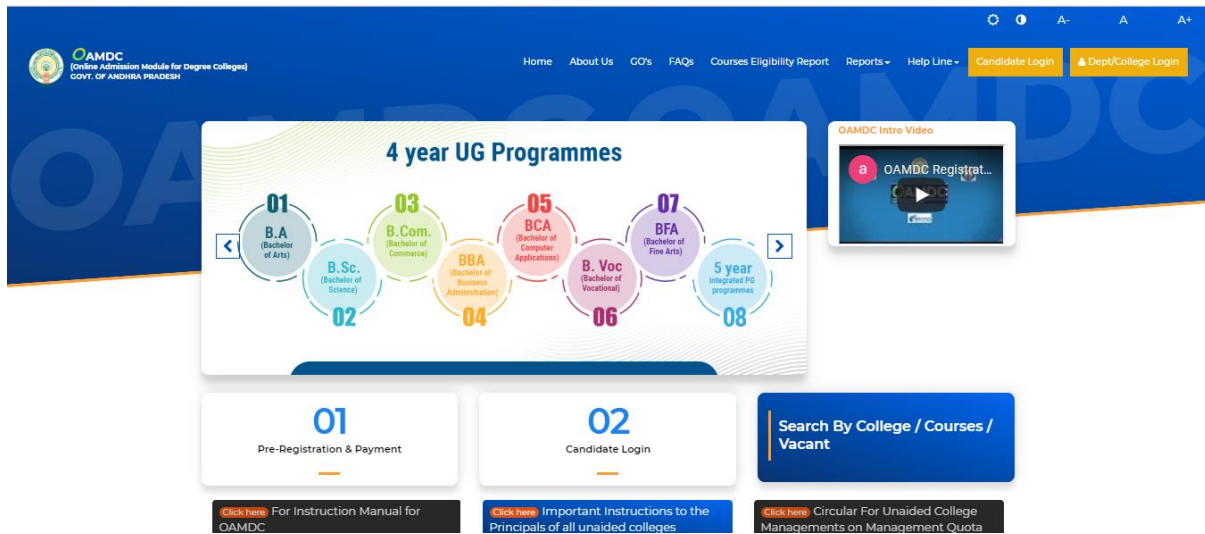 A-
A
A+
OAMDC
(Online Admission Module for Degree Colleges)
GOVT. OF ANDHRA PRADESH
Home
About Us
GO's
FAQs
Courses Eligibility Report
Reports
Help Line
Candidate Login
Dept/College Login
OAMDC OAMDC
4 year UG Programmes
01
B.A
(Bachelor
of Arts)
B.Sc.
(Bachelor of
Science)
02
03
B.Com.
(Bachelor of
Commerce)
BBA
(Bachelor of
Business
Administration)
04
05
BCA
(Bachelor of
Computer
Applications)
B. Voc
(Bachelor of
Vocational)
06
07
BFA
(Bachelor of
Fine Arts)
5 year
integrated PG
programmes
08
OAMDC Intro Video
a
OAMDC Registrat...
OAMDC
01
Pre-Registration & Payment
02
Candidate Login
Search By College / Courses /
Vacant
Click here For Instruction Manual for
OAMDC
Click here Important Instructions to the
Principals of all unaided colleges
Click here Circular For Unaided College
Managements on Management Quota